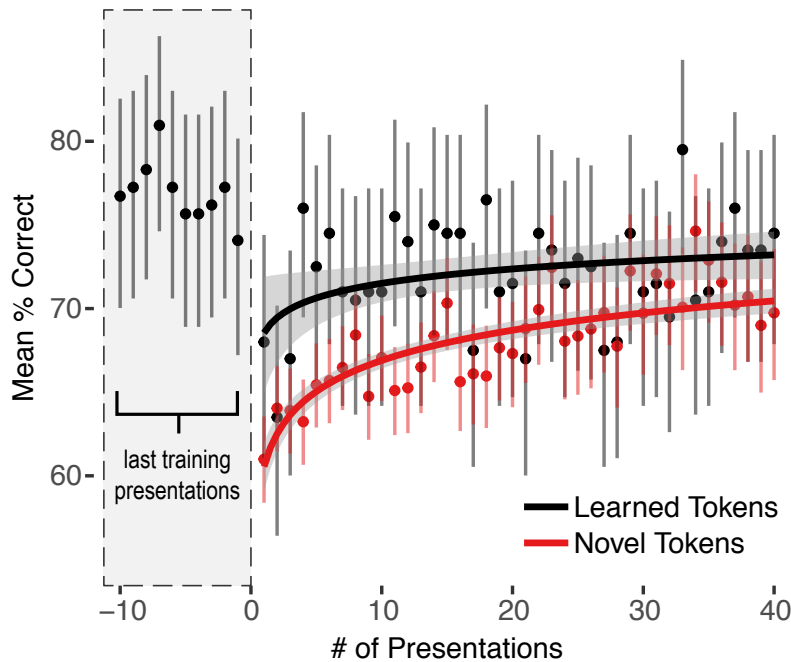 Mean % Correct
80
70
60
last training
presentations
Learned Tokens
Novel Tokens
−10
0
10
20
30
40
# of Presentations